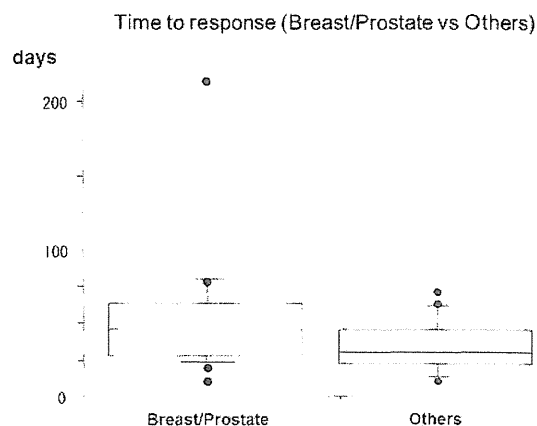 Time to response (Breast/Prostate vs Others)
days
200
100
0
Breast/Prostate
Others